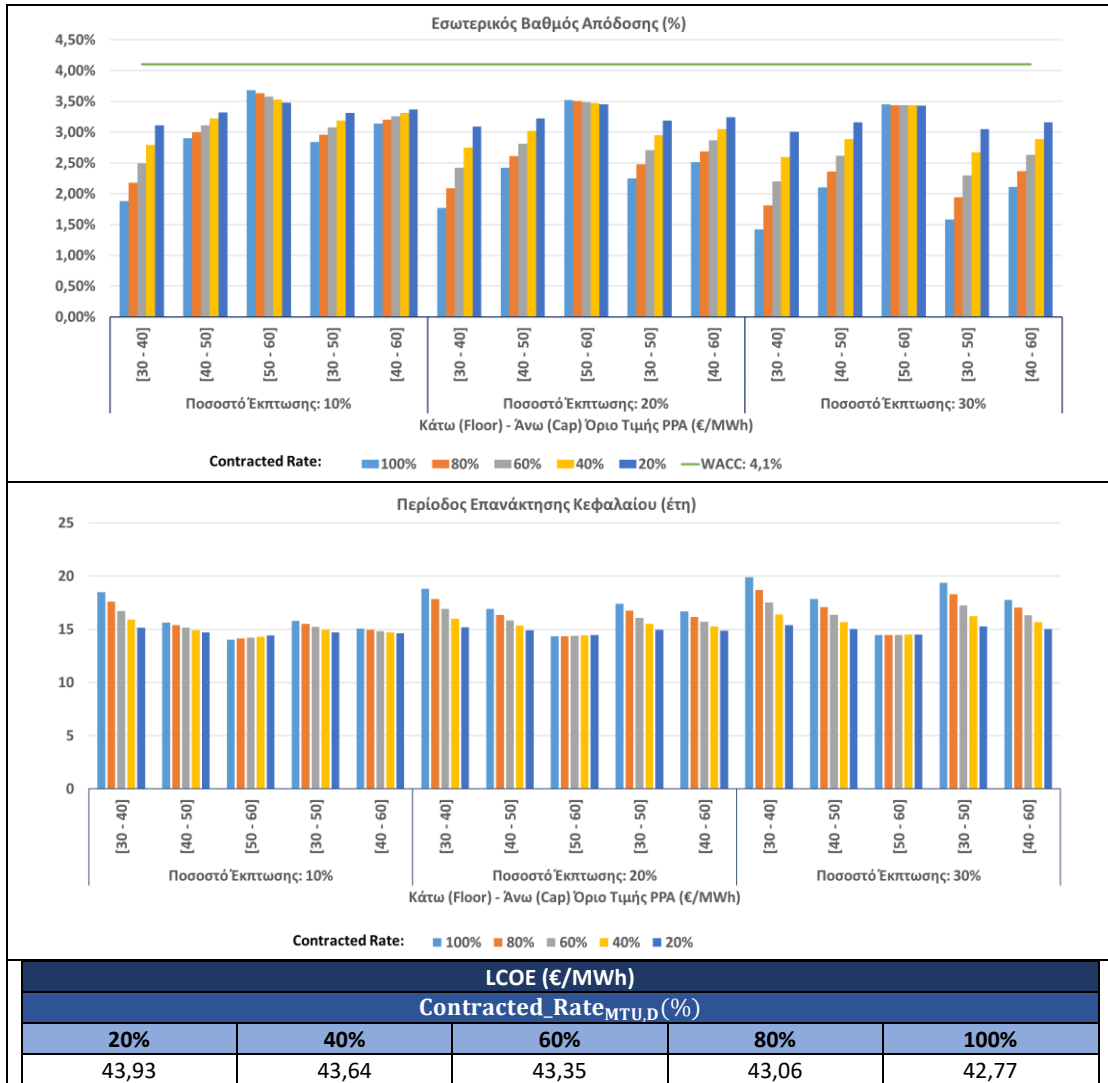 Εσωτερικός Βαθμός Απόδοσης (%)
4,50%
4,00%
3,50%
3,00%
2,50%
2,00%
1,50%
1,00%
0,50%
0,00%
[30 - 40] [40 - 50] [50 - 60] [30 - 50] [40 - 60] [30 - 40] [40 - 50] [50 - 60] [30 - 50] [40 - 60] [30 - 40] [40 - 50] [50 - 60] [30 - 50] [40 - 60]
Ποσοστό Έκπτωσης: 10% Ποσοστό Έκπτωσης: 20% Ποσοστό Έκπτωσης: 30%
Κάτω (Floor) - Άνω (Cap) Όριο Τιμής PPA (€/MWh)
Contracted Rate: 100% 80% 60% 40% 20% WACC: 4,1%
Περίοδος Επανάκτησης Κεφαλαίου (έτη)
25
20
15
10
5
0
[30 - 40] [40 - 50] [50 - 60] [30 - 50] [40 - 60] [30 - 40] [40 - 50] [50 - 60] [30 - 50] [40 - 60] [30 - 40] [40 - 50] [50 - 60] [30 - 50] [40 - 60]
Ποσοστό Έκπτωσης: 10% Ποσοστό Έκπτωσης: 20% Ποσοστό Έκπτωσης: 30%
Κάτω (Floor) - Άνω (Cap) Όριο Τιμής PPA (€/MWh)
Contracted Rate: 100% 80% 60% 40% 20%
LCOE (€/MWh)
Contracted_Rate MTU,D (%)
20% 40% 60% 80% 100%
43,93 43,64 43,35 43,06 42,77